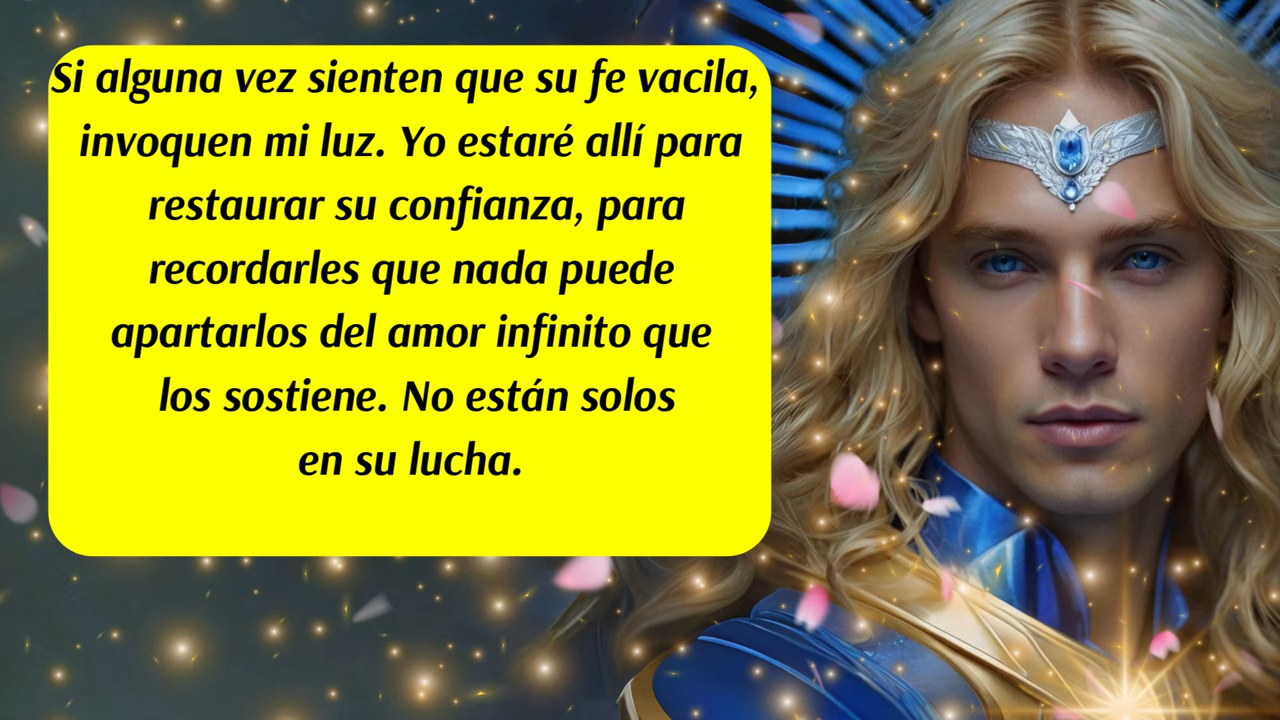 Si alguna vez sienten que su fe vacila,
invoquen mi luz. Yo estaré allí para
restaurar su confianza, para
recordarles que nada puede
apartarlos del amor infinito que
los sostiene. No están solos
en su lucha.